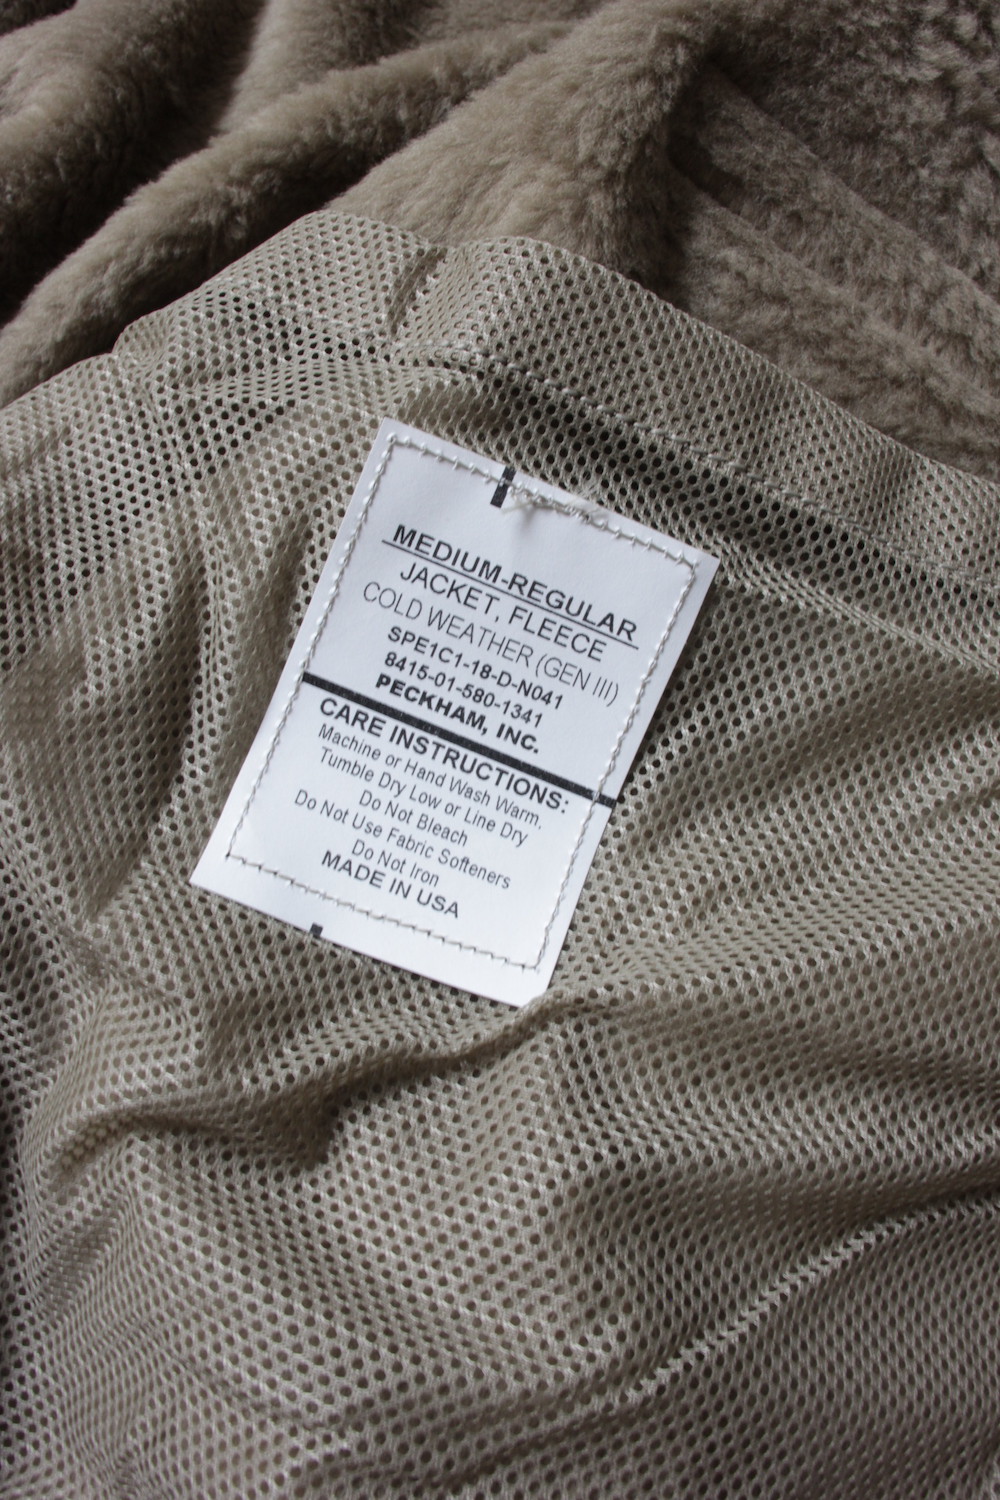 MEDIUM-REGULAR
JACKET, FLEECE
COLD WEATHER (GEN III)
SPE1C1-18-D-N041
8415-01-580-1341
PECKHAM, INC.
CARE INSTRUCTIONS:
Machine or Hand Wash Warm.
Tumble Dry Low or Line Dry
Do Not Bleach
Do Not Use Fabric Softeners
Do Not Iron
MADE IN USA